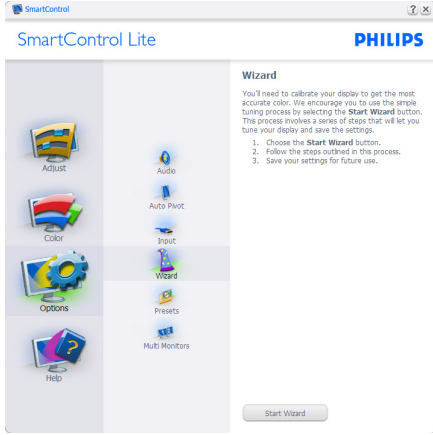 SmartControl
SmartControl Lite
PHILIPS
Adjust
Color
Options
Help
Audio
Auto Pivot
Input
Wizard
Presets
Multi Monitors
Wizard
You'll need to calibrate your display to get the most
accurate color. We encourage you to use the simple
tuning process by selecting the Start Wizard button.
This process involves a series of steps that will let you
tune your display and save the settings.
1. Choose the Start Wizard button.
2. Follow the steps outlined in this process.
3. Save your settings for future use.
Start Wizard